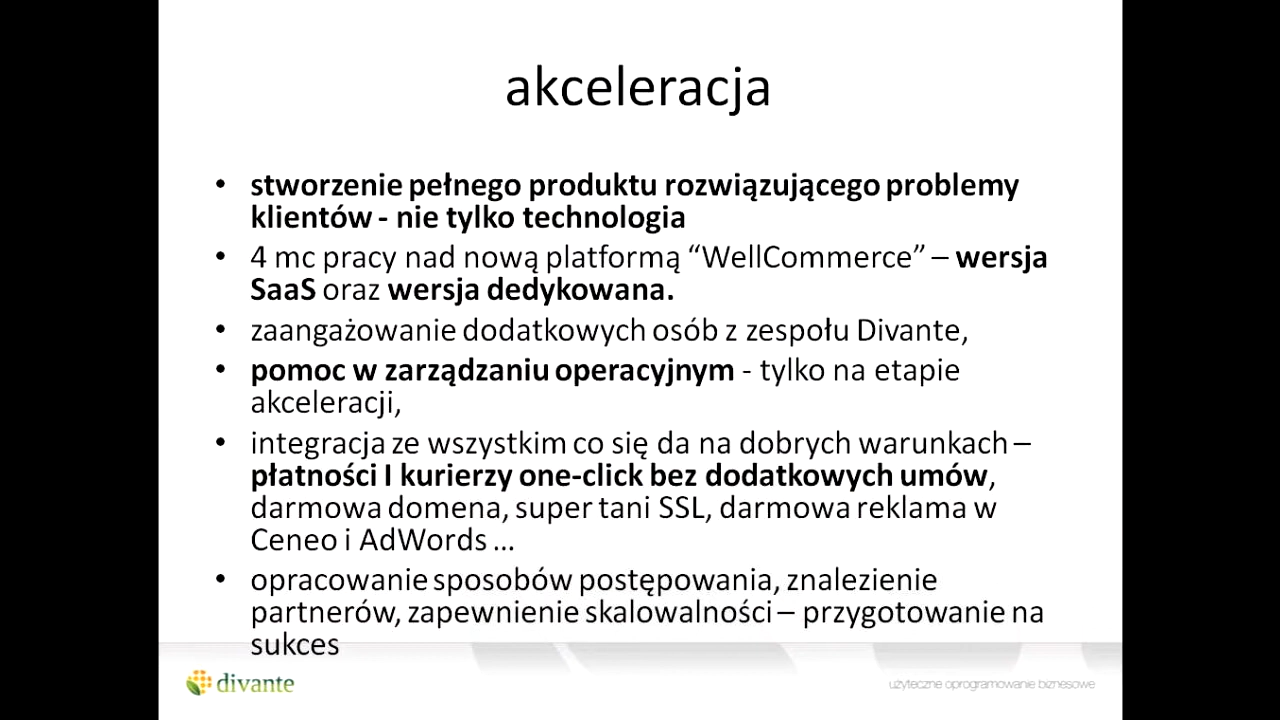 akceleracja
• stworzenie pełnego produktu rozwiązującego problemy
klientów - nie tylko technologia
• 4 mc pracy nad nową platformą “WellCommerce” – wersja
SaaS oraz wersja dedykowana.
• zaangażowanie dodatkowych osób z zespołu Divante,
• pomoc w zarządzaniu operacyjnym - tylko na etapie
akceleracji,
• integracja ze wszystkim co się da na dobrych warunkach –
płatności I kurierzy one-click bez dodatkowych umów,
darmowa domena, super tani SSL, darmowa reklama w
Ceneo i AdWords ...
• opracowanie sposobów postępowania, znalezienie
partnerów, zapewnienie skalowalności – przygotowanie na
sukces
divante
użyteczne oprogramowanie biznesowe